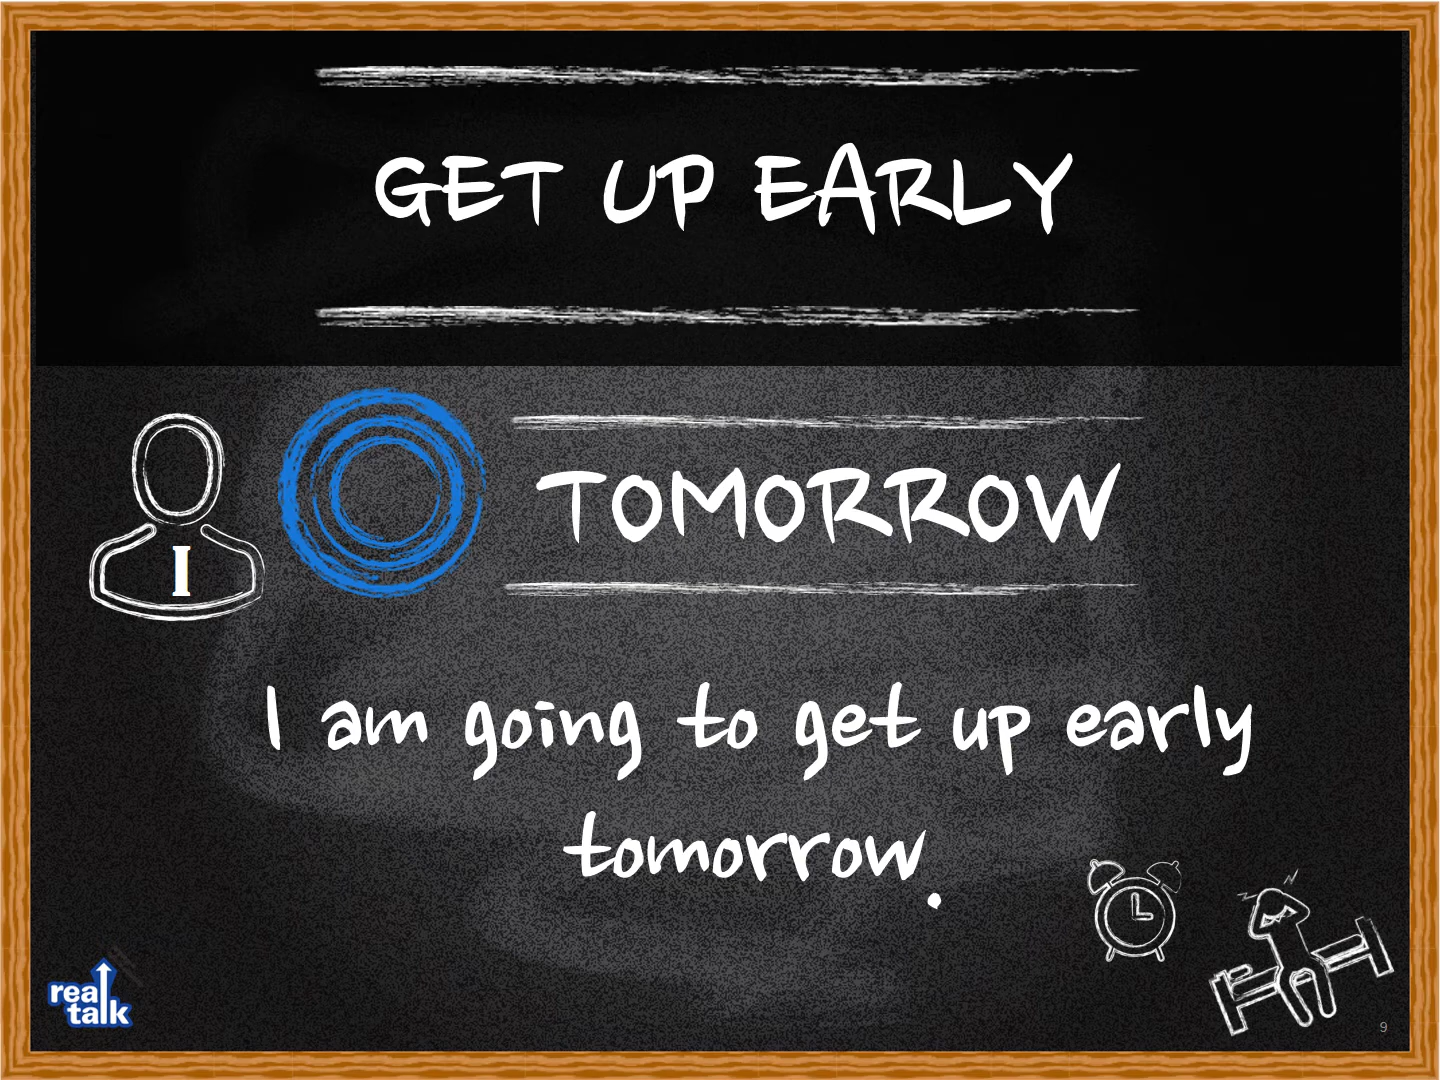 GET UP EARLY
I
TOMORROW
I am going to get up early
tomorrow.
real
talk
9